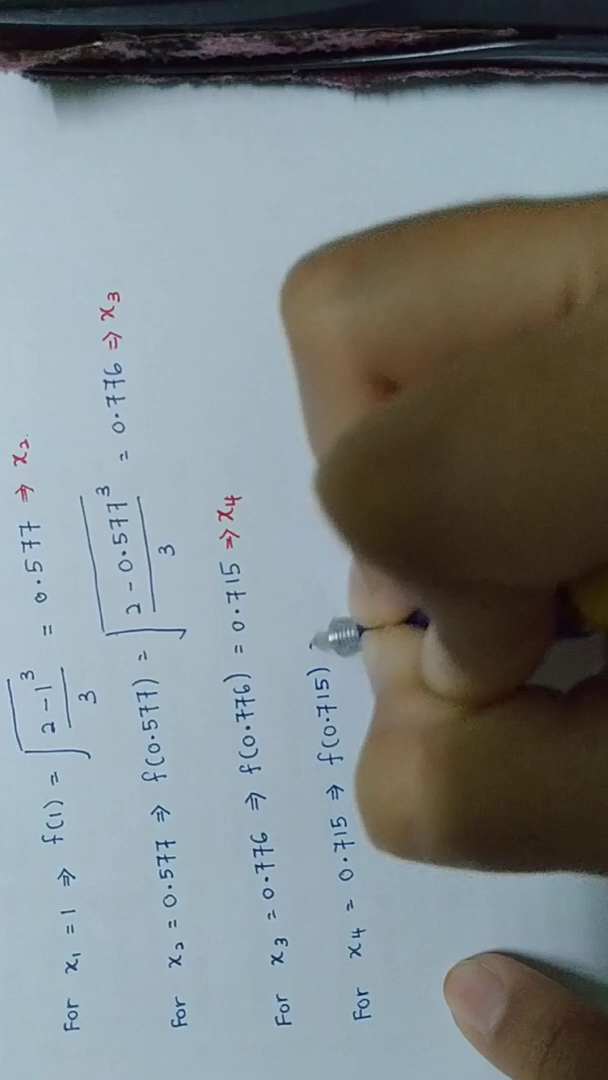 For x₁ = 1 ⇒ f(1) = √((2 - 1³)/3) = 0.577 ⇒ x₂
For x₂ = 0.577 ⇒ f(0.577) = √((2 - 0.577³)/3) = 0.776 ⇒ x₃
For x₃ = 0.776 ⇒ f(0.776) = 0.715 ⇒ x₄
For x₄ = 0.715 ⇒ f(0.715)